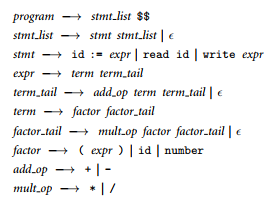 program ⟶ stmt_list $$
stmt_list ⟶ stmt stmt_list | ϵ
stmt ⟶ id := expr | read id | write expr
expr ⟶ term term_tail
term_tail ⟶ add_op term term_tail | ϵ
term ⟶ factor factor_tail
factor_tail ⟶ mult_op factor factor_tail | ϵ
factor ⟶ ( expr ) | id | number
add_op ⟶ + | -
mult_op ⟶ * | /